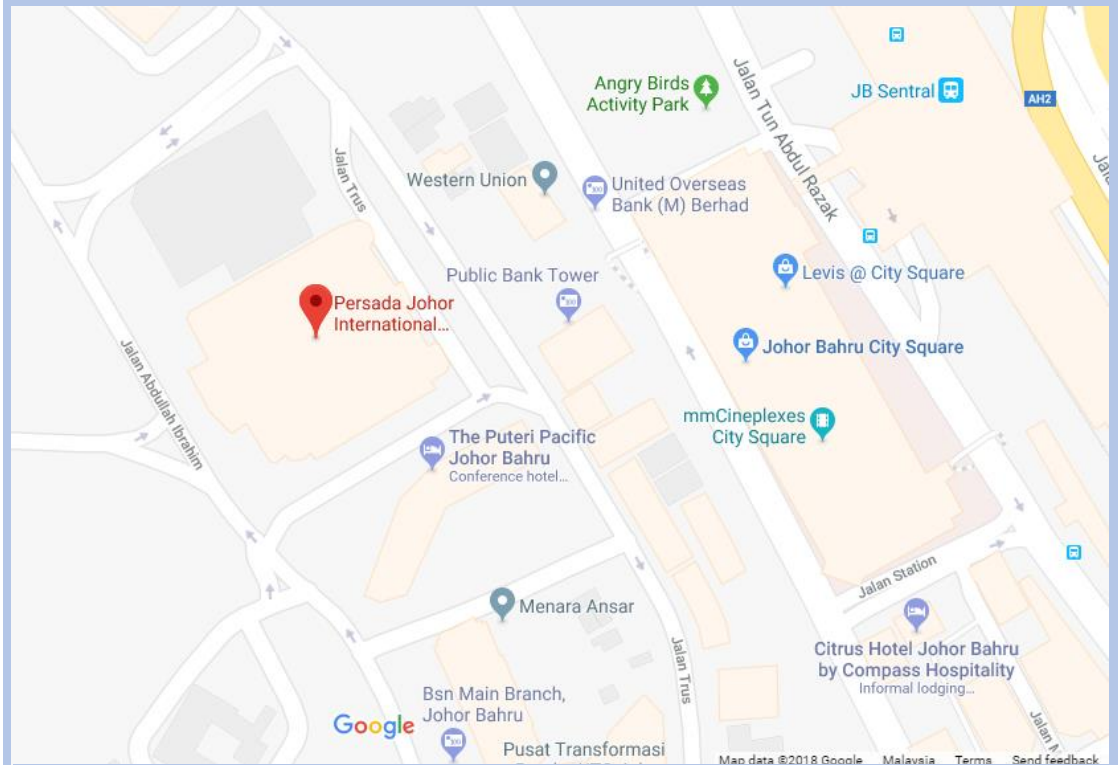 Angry Birds
Activity Park
JB Sentral
AH2
Jalan Tun Abdul Razak
Jalan Trus
Western Union
United Overseas
Bank (M) Berhad
Public Bank Tower
Levis @ City Square
Persada Johor
International...
Johor Bahru City Square
Jalan Abdullah Ibrahim
mmCineplexes
City Square
The Puteri Pacific
Johor Bahru
Conference hotel...
Jalan Station
Menara Ansar
Citrus Hotel Johor Bahru
by Compass Hospitality
Informal lodging...
Jalan Trus
Bsn Main Branch,
Johor Bahru
Google
Pusat Transformasi
Map data ©2018 Google Malaysia Terms Send feedback